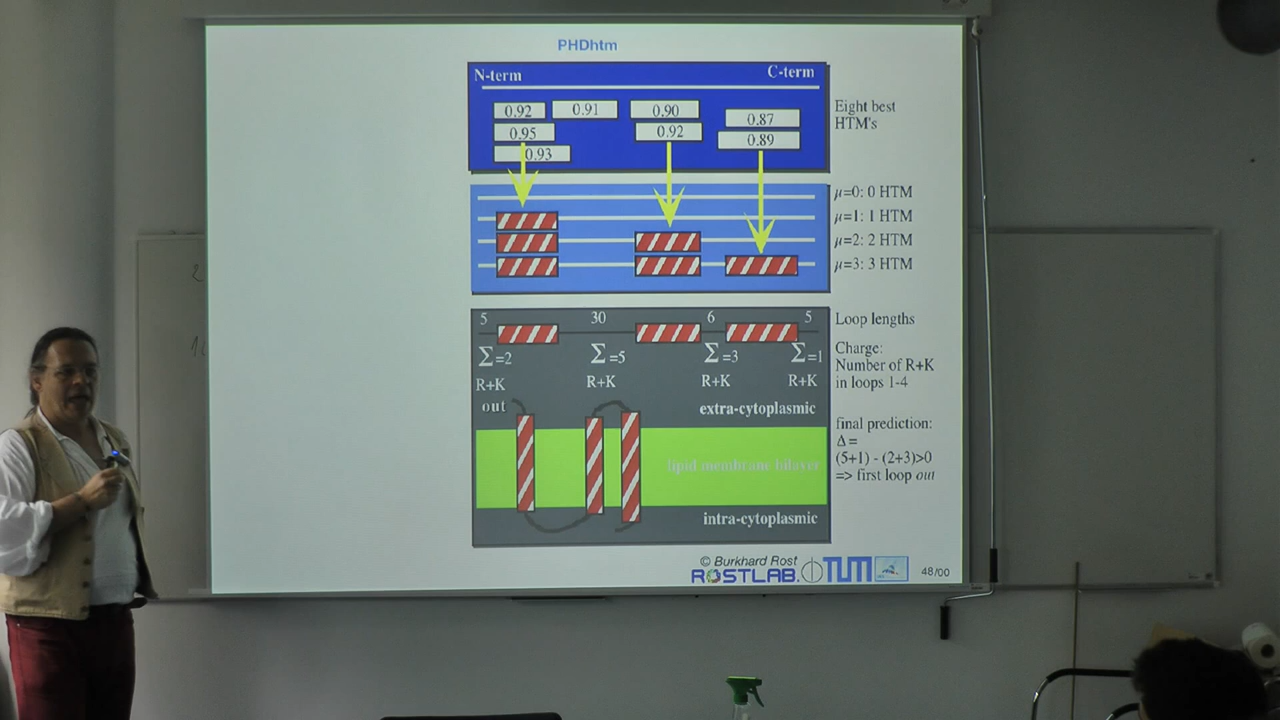 PHDhtm
N-term C-term
0.92 0.91 0.90 0.87
0.95 0.92 0.89
0.93
Eight best
HTM's
μ=0: 0 HTM
μ=1: 1 HTM
μ=2: 2 HTM
μ=3: 3 HTM
5 30 6 5
Loop lengths
Σ=2 Σ=5 Σ=3 Σ=1
R+K R+K R+K R+K
Charge:
Number of R+K
in loops 1-4
out
extra-cytoplasmic
lipid membrane bilayer
intra-cytoplasmic
final prediction:
Δ =
(5+1) - (2+3)>0
=> first loop out
© Burkhard Rost
ROSTLAB. TUM
48/00